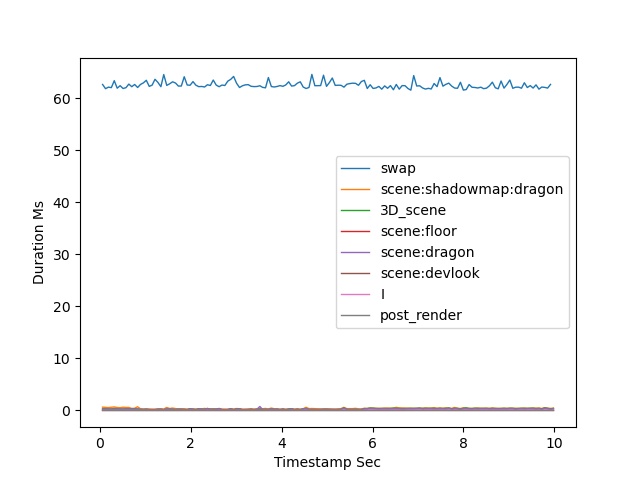 60
50
40
30
20
10
0
Duration Ms
swap
scene:shadowmap:dragon
3D_scene
scene:floor
scene:dragon
scene:devlook
I
post_render
0 2 4 6 8 10
Timestamp Sec